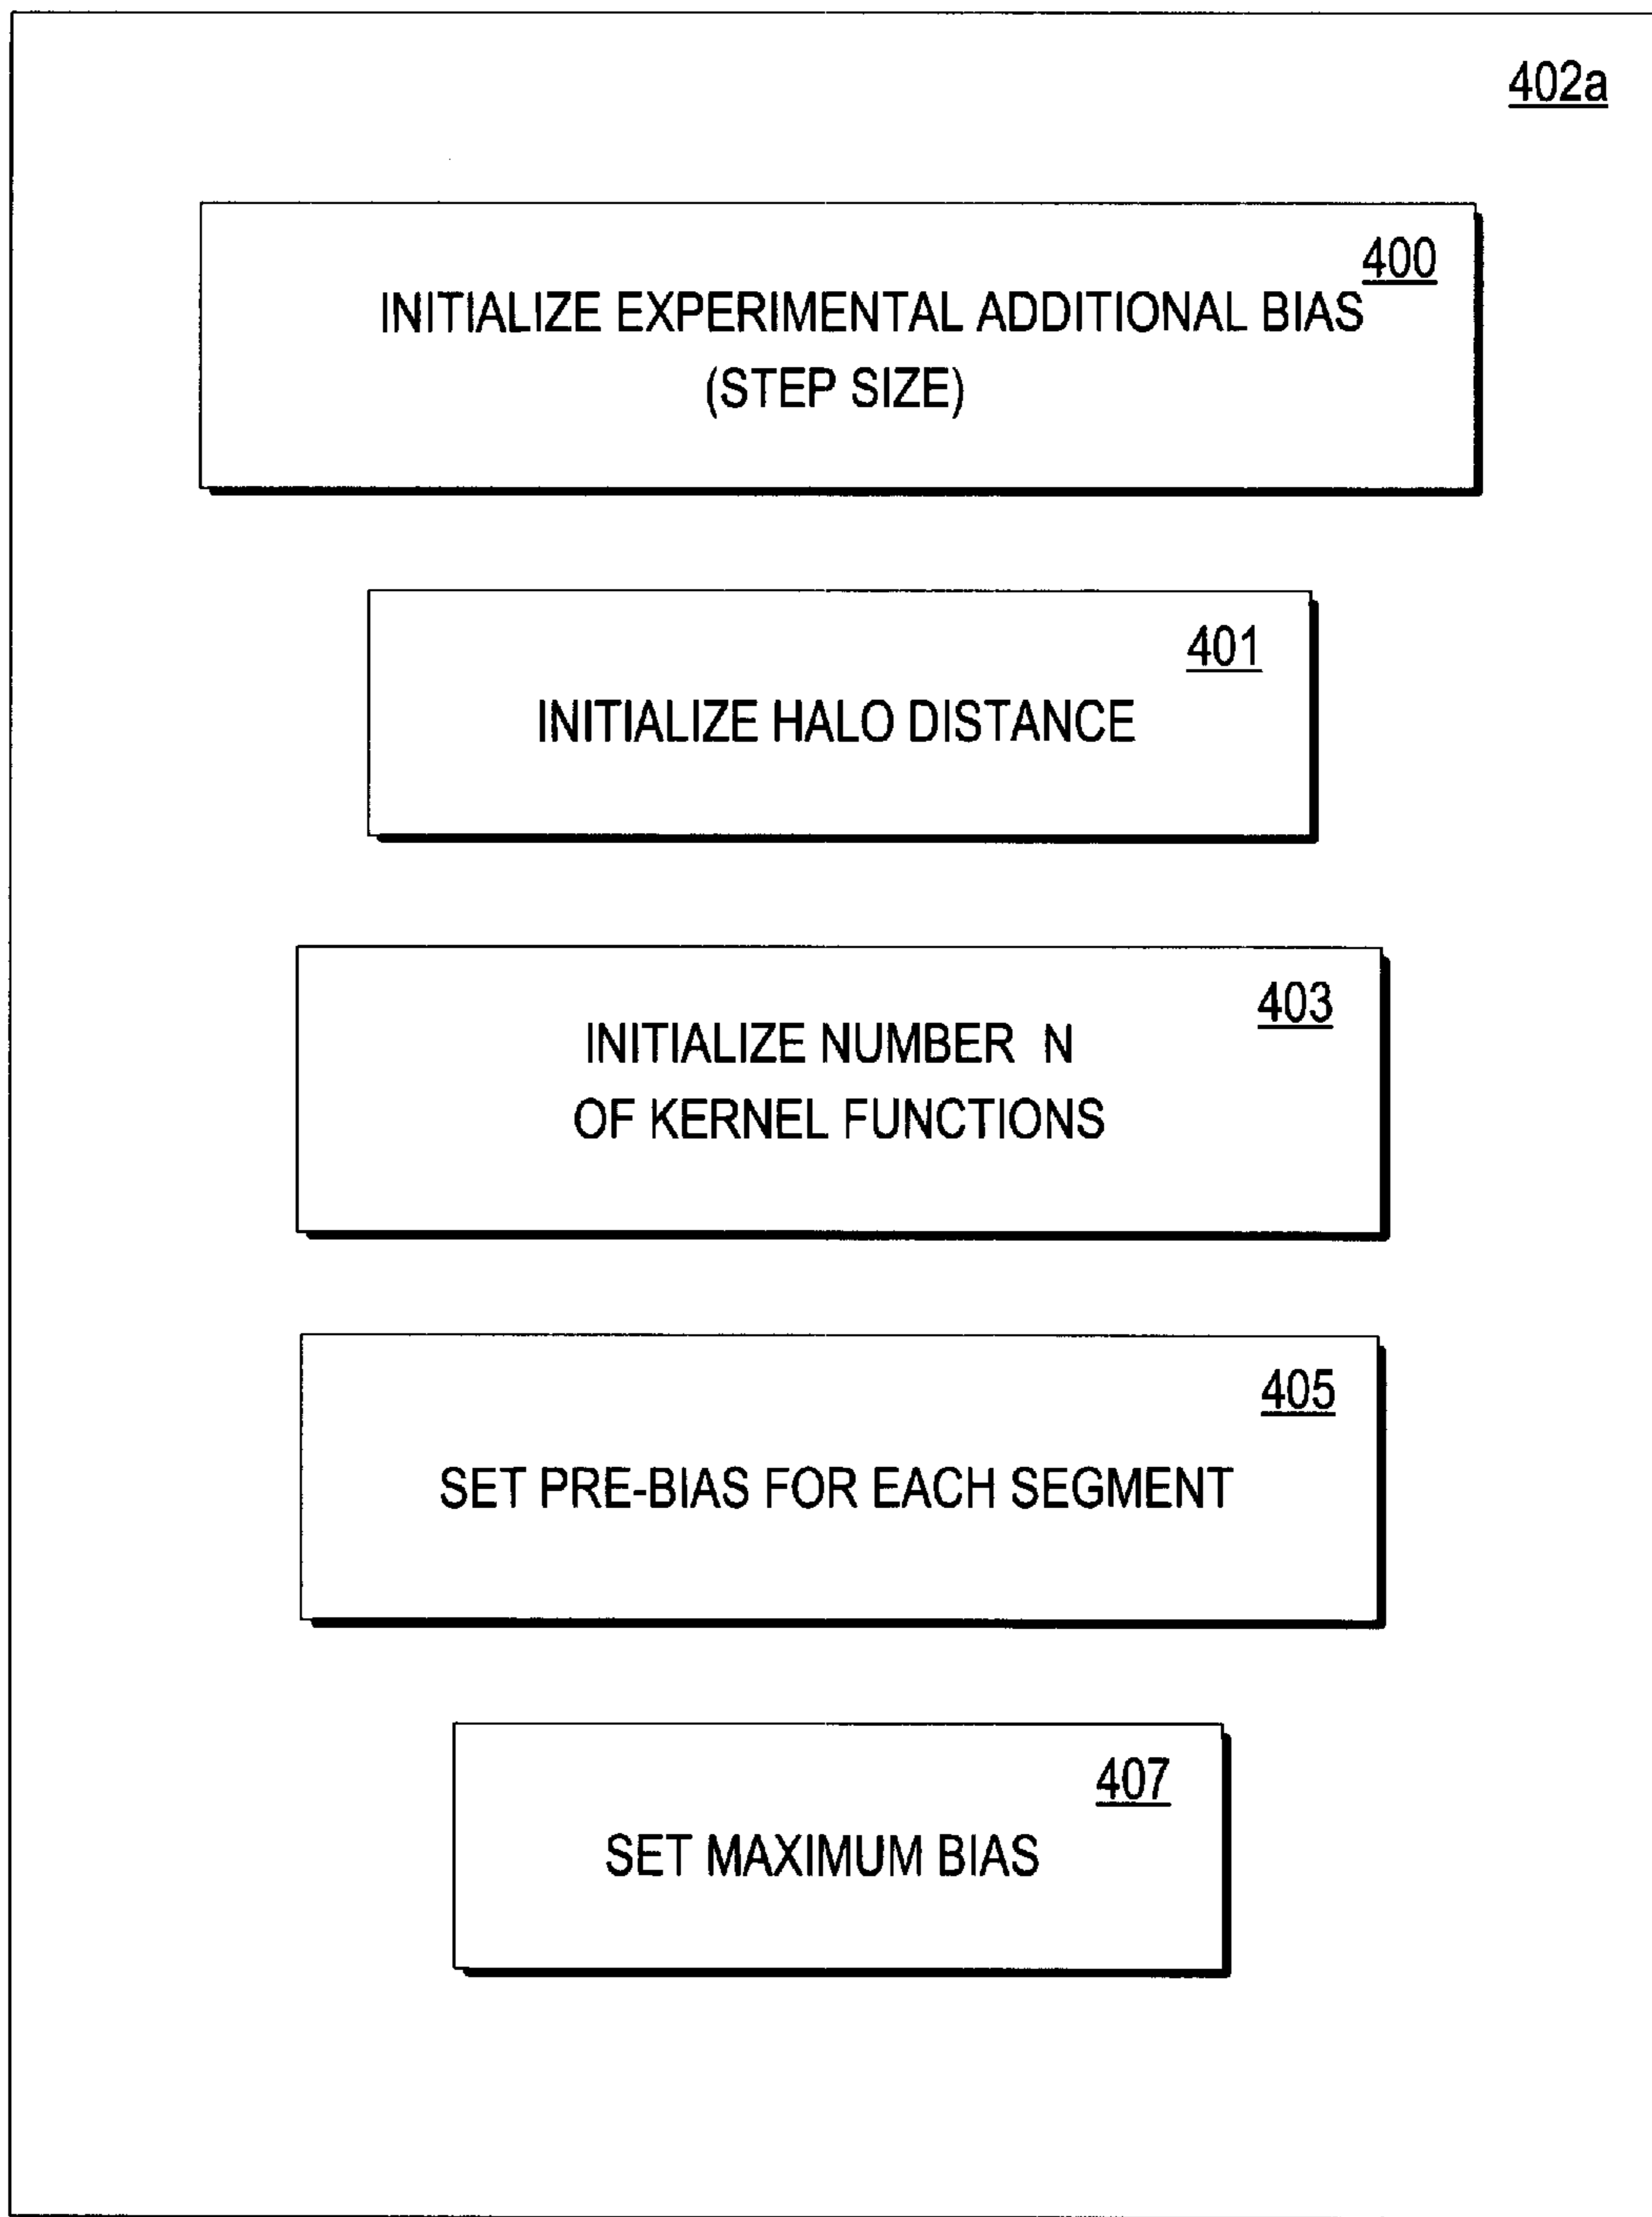 402a
400
INITIALIZE EXPERIMENTAL ADDITIONAL BIAS
(STEP SIZE)
401
INITIALIZE HALO DISTANCE
403
INITIALIZE NUMBER N
OF KERNEL FUNCTIONS
405
SET PRE-BIAS FOR EACH SEGMENT
407
SET MAXIMUM BIAS